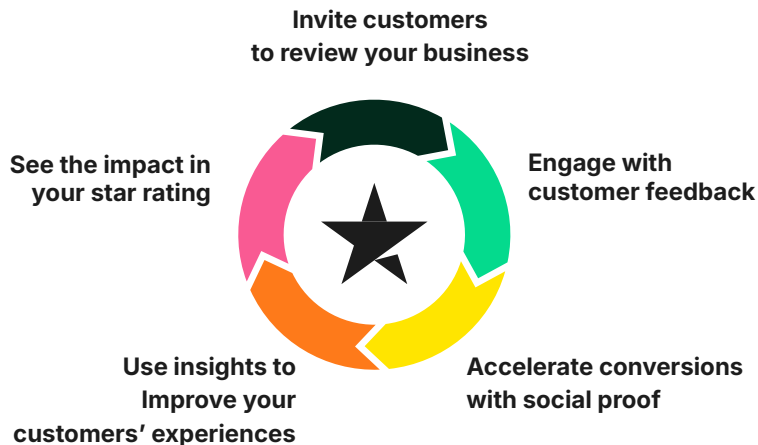 Invite customers
to review your business
Engage with
customer feedback
Accelerate conversions
with social proof
Use insights to
Improve your
customers’ experiences
See the impact in
your star rating